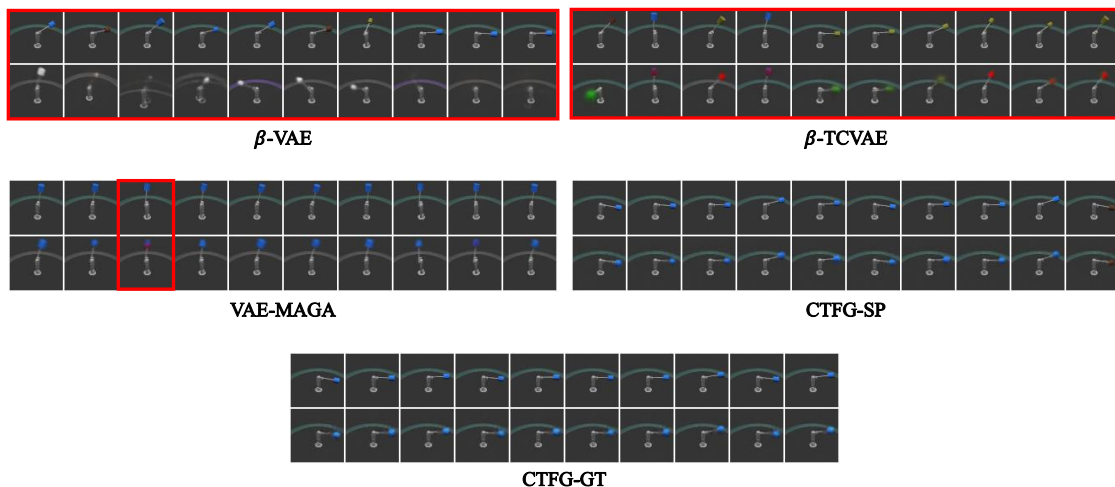 β-VAE
β-TCVAE
VAE-MAGA
CTFG-SP
CTFG-GT